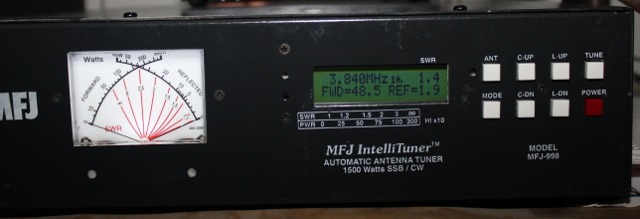 MFJ
Watts
FORWARD
REFLECTED
SWR
SWR
3.840MHz 1.4
FWD=48.5 REF=1.9
SWR 1 1.2 1.5 2 3 ∞
PWR 0 25 50 75 100 300 HI x10
MFJ IntelliTuner™
AUTOMATIC ANTENNA TUNER
1500 Watts SSB / CW
ANT C-UP L-UP TUNE
MODE C-DN L-DN POWER
MODEL
MFJ-998